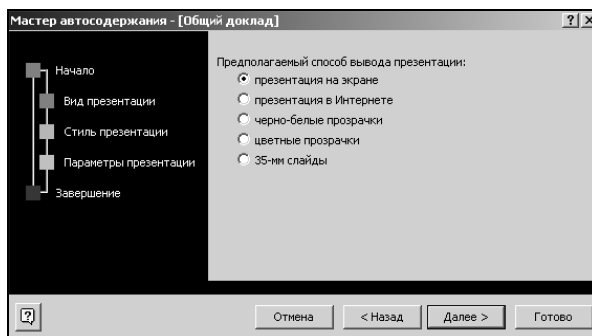 Мастер автосодержания - [Общий доклад]
Начало
Вид презентации
Стиль презентации
Параметры презентации
Завершение
Предполагаемый способ вывода презентации:
презентация на экране
презентация в Интернете
черно-белые прозрачки
цветные прозрачки
35-мм слайды
Отмена
< Назад
Далее >
Готово